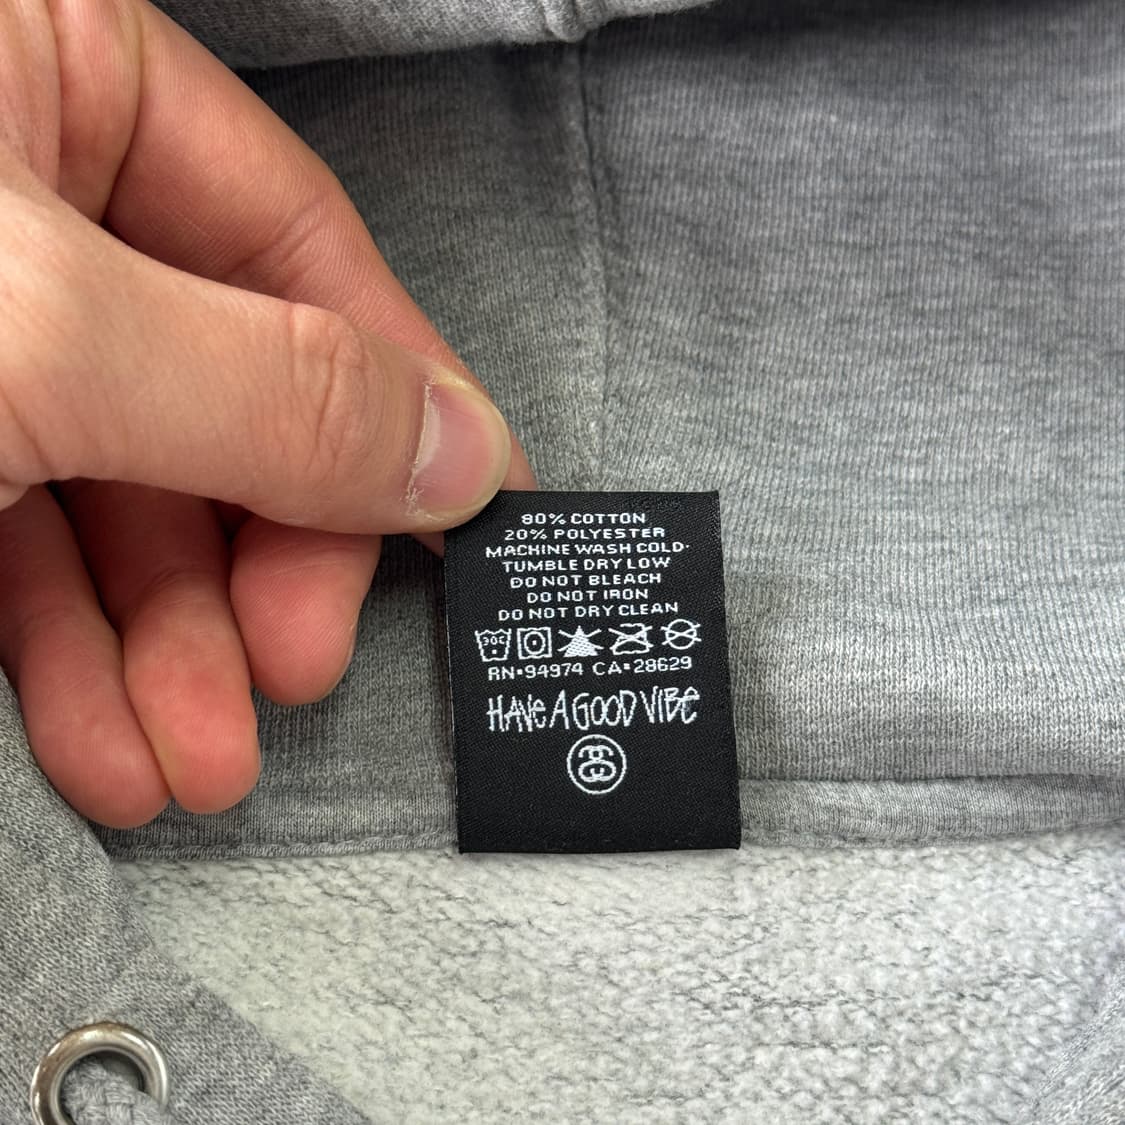 80% COTTON
20% POLYESTER
MACHINE WASH COLD·
TUMBLE DRY LOW
DO NOT BLEACH
DO NOT IRON
DO NOT DRY CLEAN
30C
RN·94974 CA·28629
HAVE A GOOD VIBE